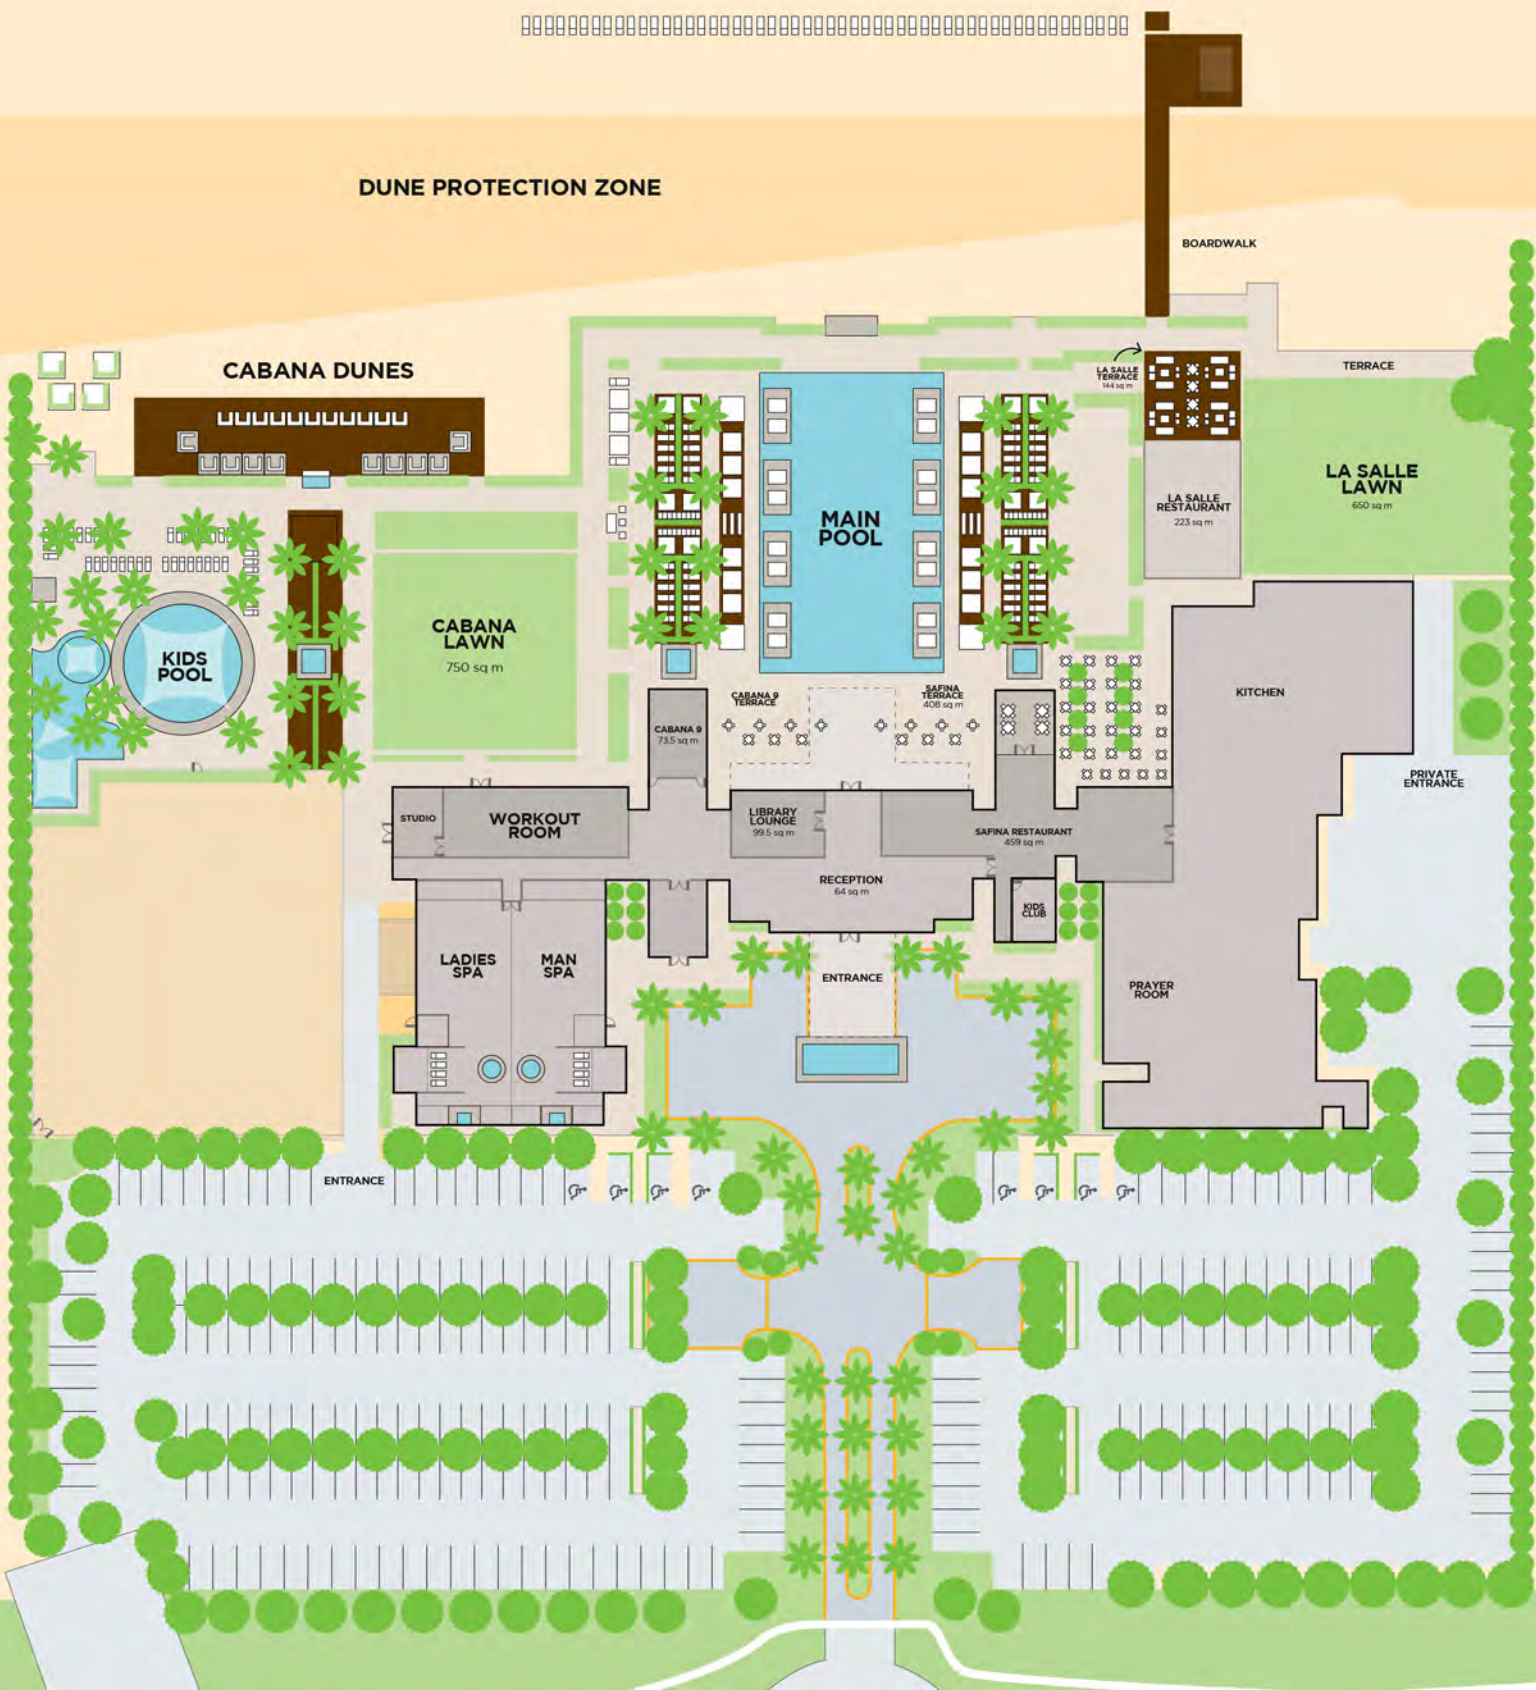 DUNE PROTECTION ZONE
BOARDWALK
CABANA DUNES
LA SALLE
TERRACE
144 sq m
TERRACE
LA SALLE
LAWN
650 sq m
LA SALLE
RESTAURANT
223 sq m
MAIN
POOL
CABANA
LAWN
750 sq m
KIDS
POOL
KITCHEN
CABANA 9
TERRACE
SAFINA
TERRACE
408 sq m
CABANA 9
73.5 sq m
PRIVATE
ENTRANCE
STUDIO
WORKOUT
ROOM
LIBRARY
LOUNGE
99.5 sq m
SAFINA RESTAURANT
459 sq m
RECEPTION
64 sq m
KIDS
CLUB
LADIES
SPA
MAN
SPA
ENTRANCE
PRAYER
ROOM
ENTRANCE